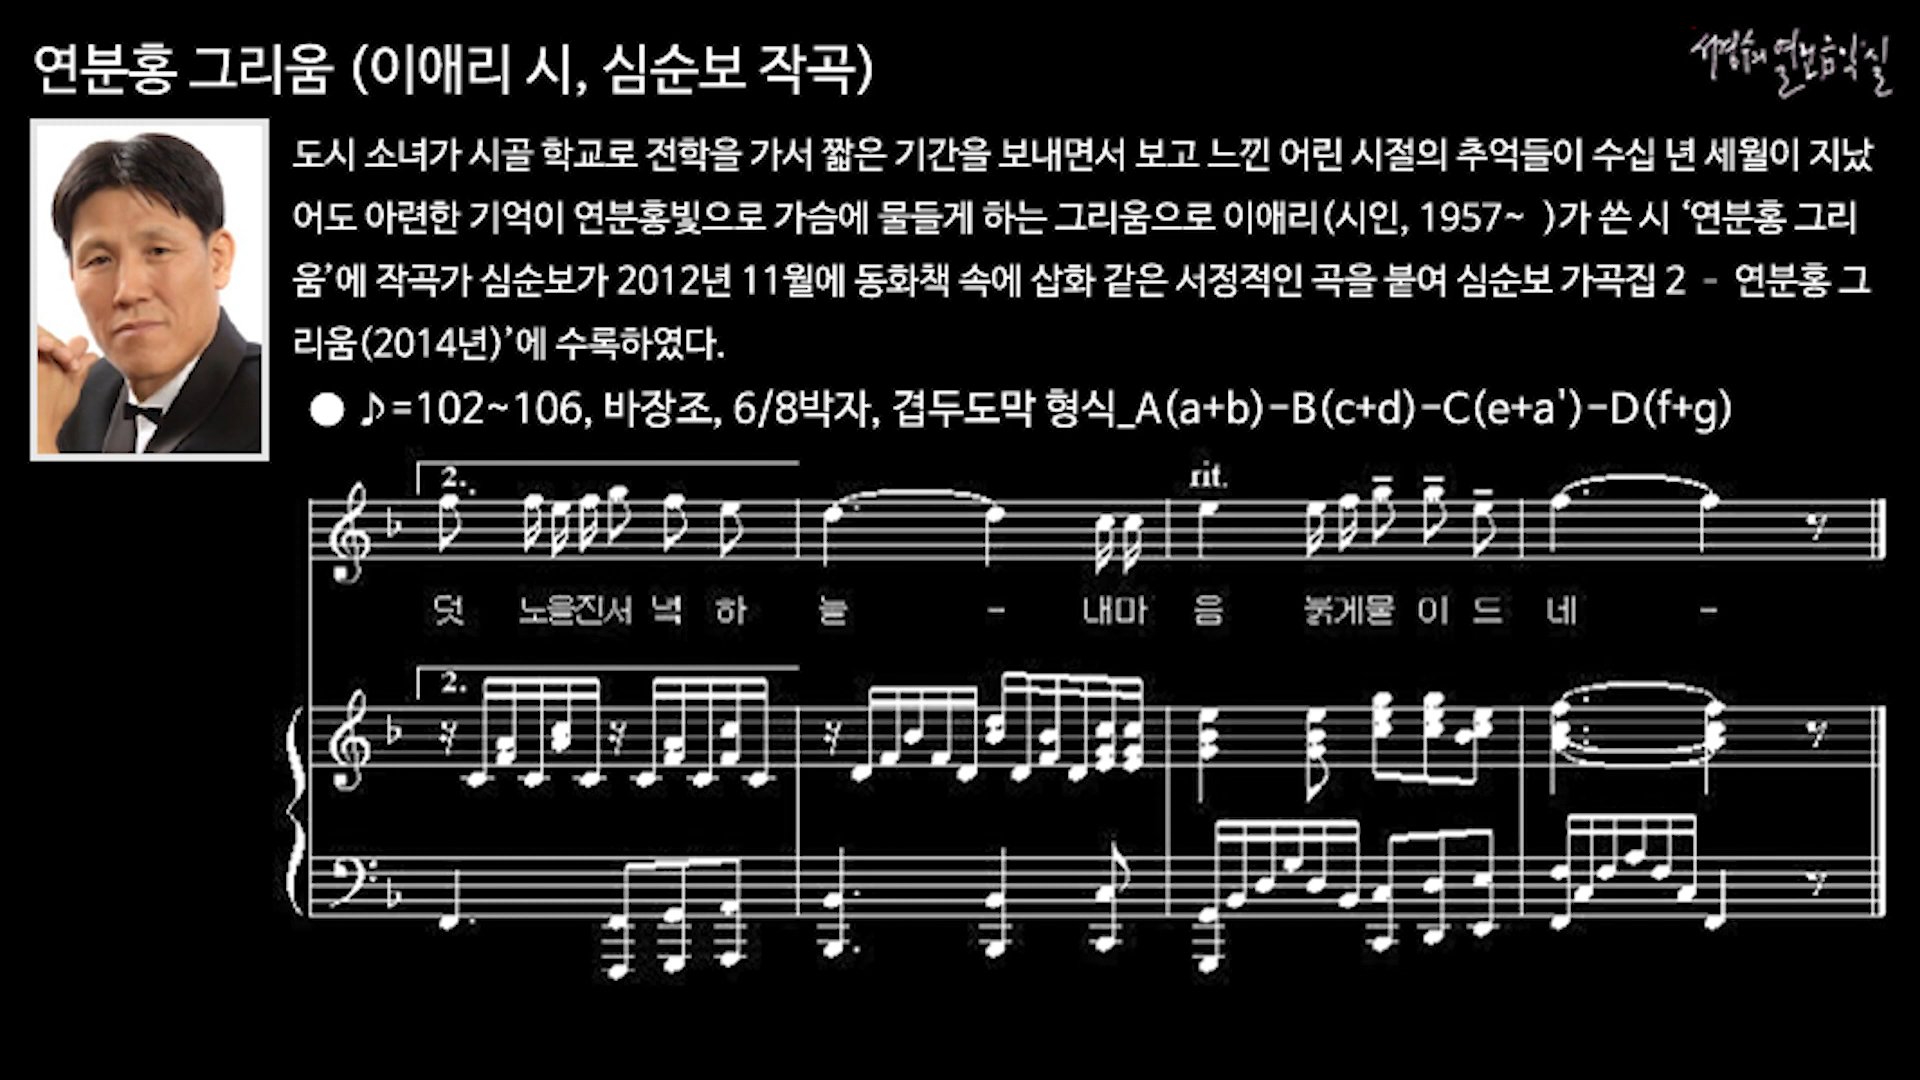 연분홍 그리움 (이애리 시, 심순보 작곡)
서경수의 열린음악실
도시 소녀가 시골 학교로 전학을 가서 짧은 기간을 보내면서 보고 느낀 어린 시절의 추억들이 수십 년 세월이 지났
어도 아련한 기억이 연분홍빛으로 가슴에 물들게 하는 그리움으로 이애리(시인, 1957~ )가 쓴 시 ‘연분홍 그리
움’에 작곡가 심순보가 2012년 11월에 동화책 속에 삽화 같은 서정적인 곡을 붙여 심순보 가곡집 2 - 연분홍 그
리움(2014년)’에 수록하였다.
● ♪=102~106, 바장조, 6/8박자, 겹두도막 형식_A(a+b)-B(c+d)-C(e+a')-D(f+g)
2. rit.
덧 노을진서 녘 하 늘 - 내마 음 붉게물 이 드 네 -
2.